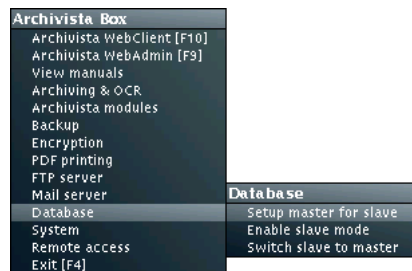 Archivista Box
Archivista WebClient [F10]
Archivista WebAdmin [F9]
View manuals
Archiving & OCR
Archivista modules
Backup
Encryption
PDF printing
FTP server
Mail server
Database
System
Remote access
Exit [F4]
Database
Setup master for slave
Enable slave mode
Switch slave to master